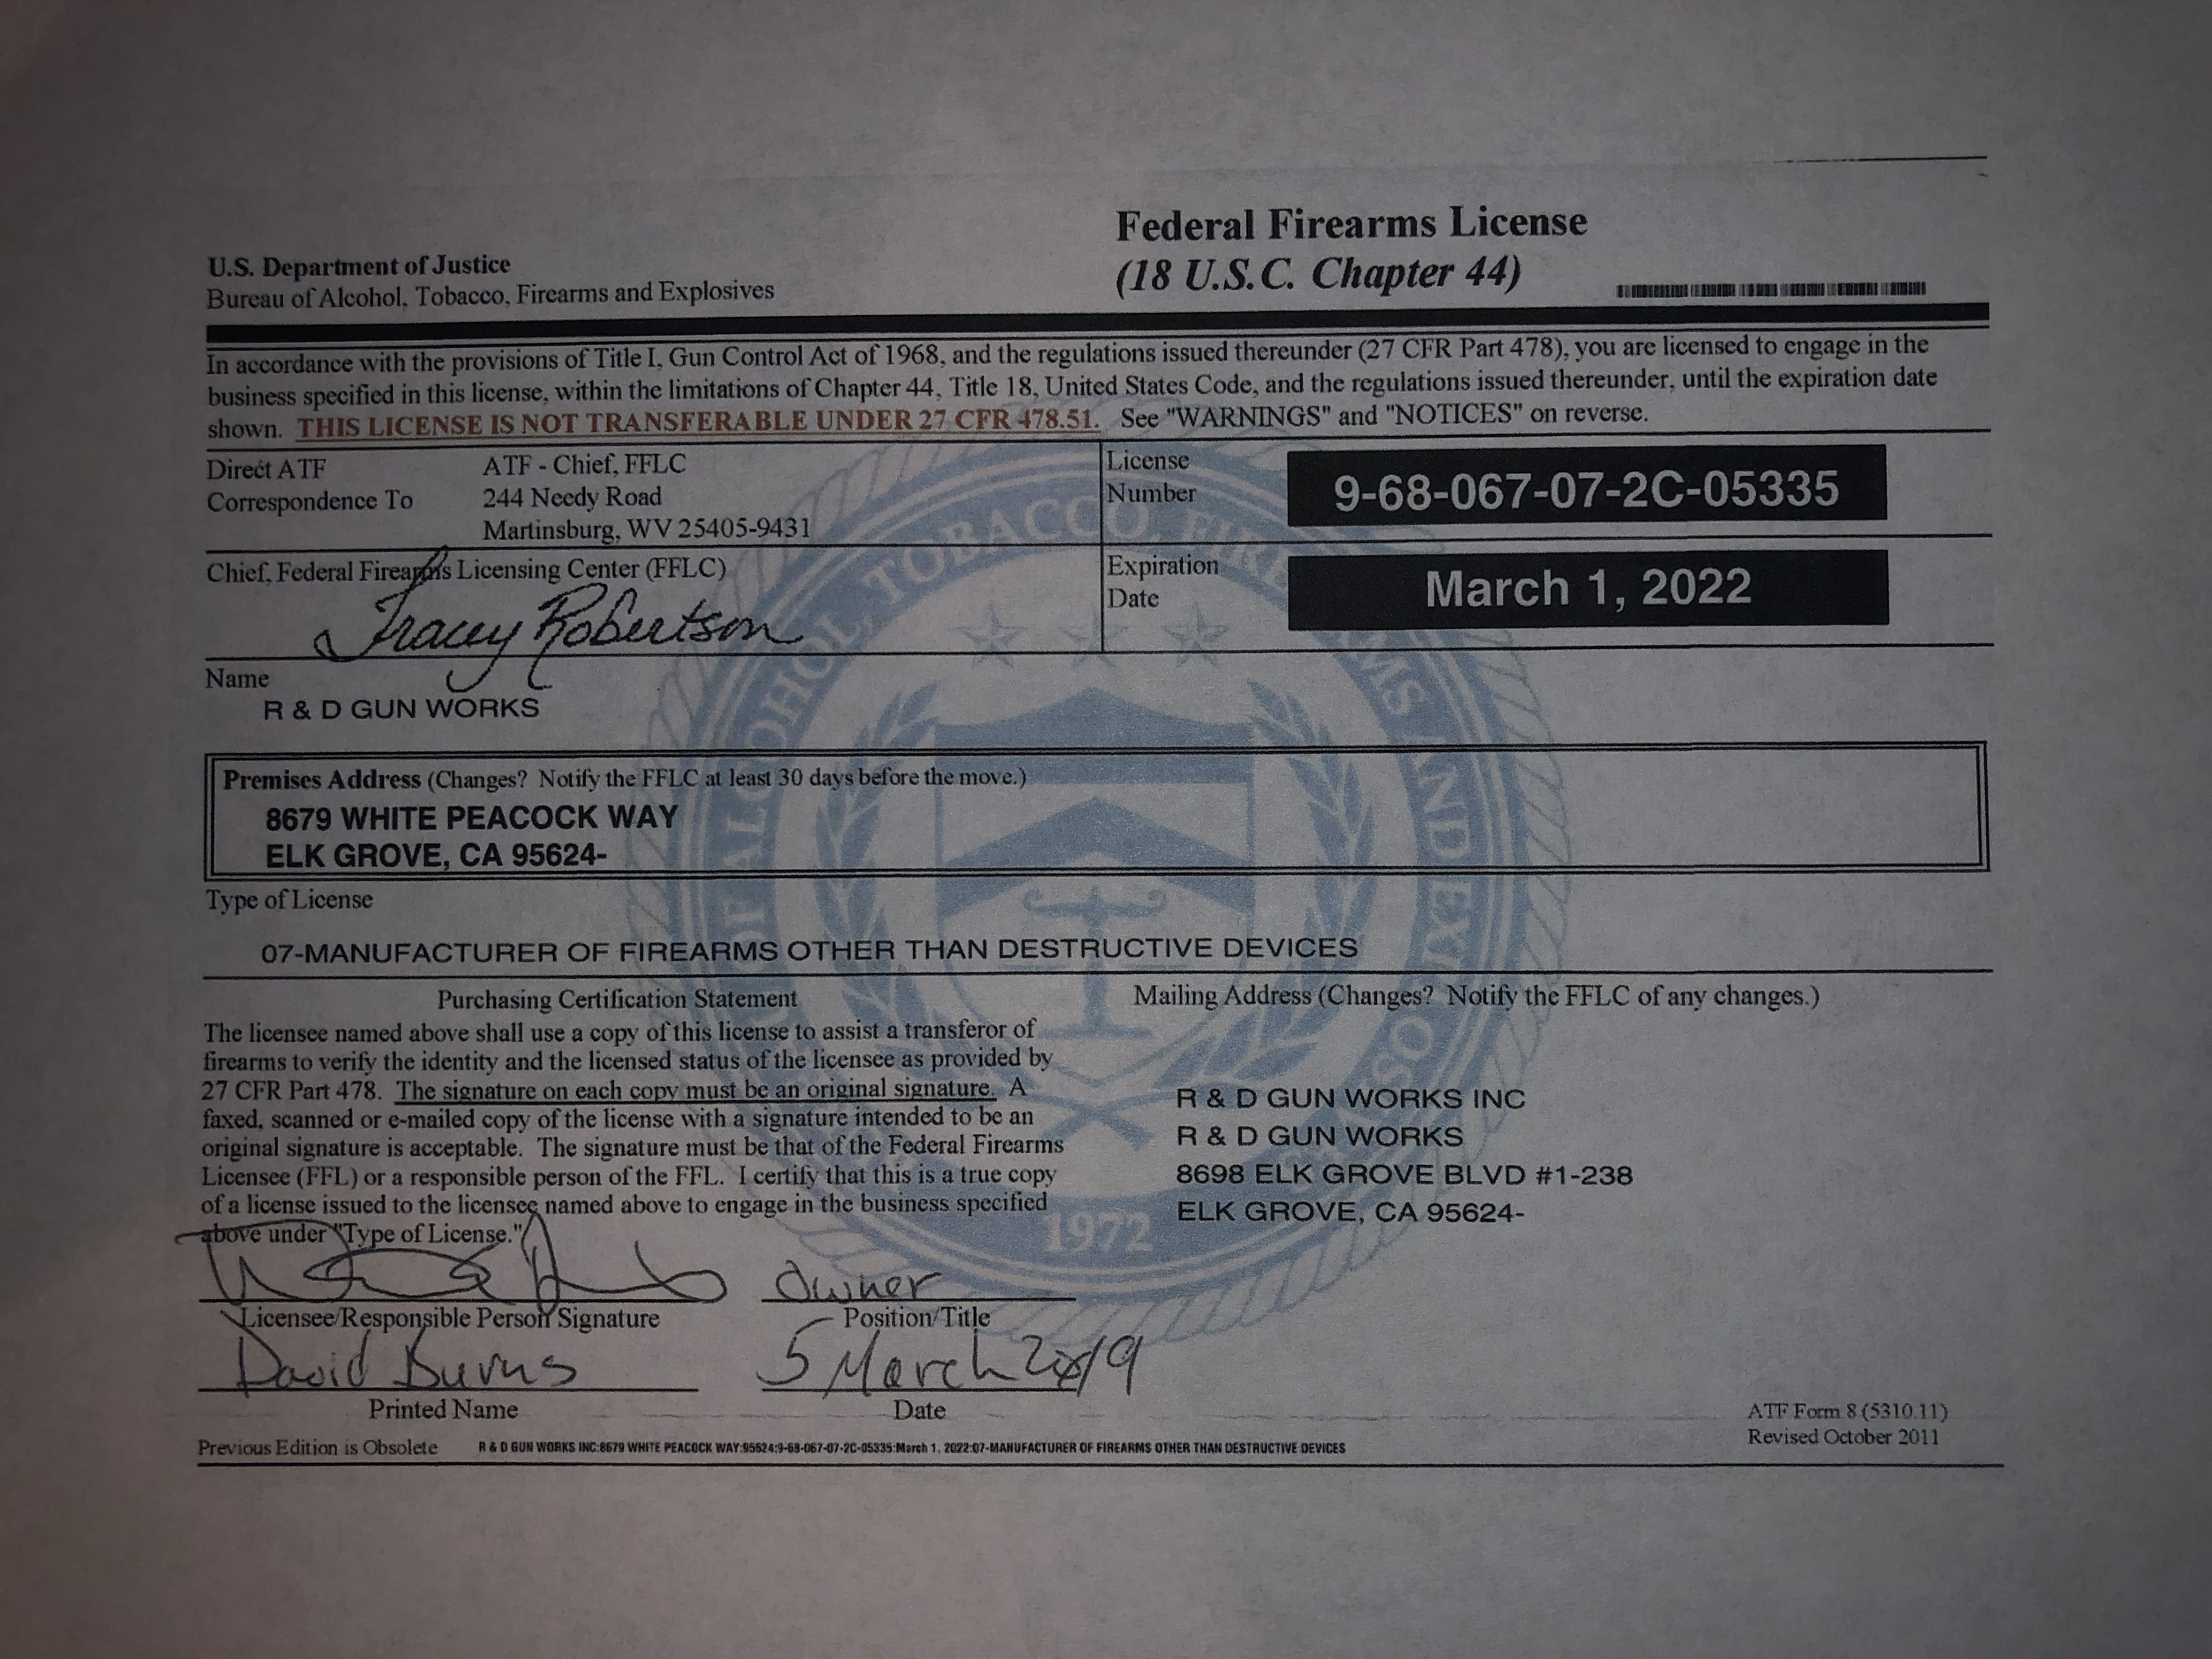 U.S. Department of Justice
Bureau of Alcohol, Tobacco, Firearms and Explosives
Federal Firearms License
(18 U.S.C. Chapter 44)
In accordance with the provisions of Title I, Gun Control Act of 1968, and the regulations issued thereunder (27 CFR Part 478), you are licensed to engage in the
business specified in this license, within the limitations of Chapter 44, Title 18, United States Code, and the regulations issued thereunder, until the expiration date
shown. THIS LICENSE IS NOT TRANSFERABLE UNDER 27 CFR 478.51. See "WARNINGS" and "NOTICES" on reverse.
Direct ATF
Correspondence To
ATF - Chief, FFLC
244 Needy Road
Martinsburg, WV 25405-9431
License
Number
9-68-067-07-2C-05335
Chief, Federal Firearms Licensing Center (FFLC)
Tracey Robertson
Expiration
Date
March 1, 2022
Name
R & D GUN WORKS
Premises Address (Changes? Notify the FFLC at least 30 days before the move.)
8679 WHITE PEACOCK WAY
ELK GROVE, CA 95624-
Type of License
07-MANUFACTURER OF FIREARMS OTHER THAN DESTRUCTIVE DEVICES
Purchasing Certification Statement
The licensee named above shall use a copy of this license to assist a transferor of
firearms to verify the identity and the licensed status of the licensee as provided by
27 CFR Part 478. The signature on each copy must be an original signature. A
faxed, scanned or e-mailed copy of the license with a signature intended to be an
original signature is acceptable. The signature must be that of the Federal Firearms
Licensee (FFL) or a responsible person of the FFL. I certify that this is a true copy
of a license issued to the licensee named above to engage in the business specified
above under "Type of License."
Mailing Address (Changes? Notify the FFLC of any changes.)
R & D GUN WORKS INC
R & D GUN WORKS
8698 ELK GROVE BLVD #1-238
ELK GROVE, CA 95624-
Owner
Licensee/Responsible Person Signature
Position/Title
David Burns
5 March 2019
Printed Name
Date
Previous Edition is Obsolete
R & D GUN WORKS INC:8679 WHITE PEACOCK WAY:95624:9-68-067-07-2C-05335:March 1, 2022:07-MANUFACTURER OF FIREARMS OTHER THAN DESTRUCTIVE DEVICES
ATF Form 8 (5310.11)
Revised October 2011
OF ALCOHOL TOBACCO
AND EXPLOS
1972